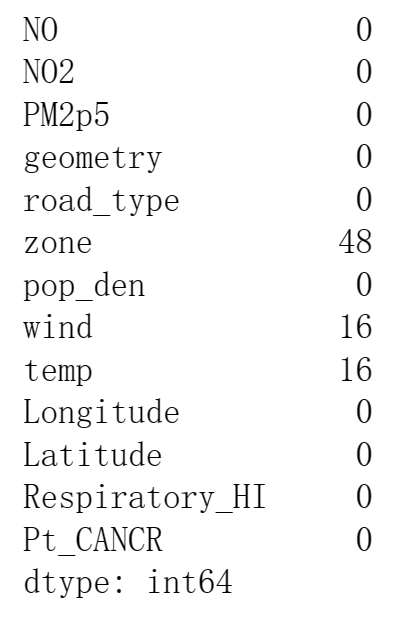 NO 0
NO2 0
PM2p5 0
geometry 0
road_type 0
zone 48
pop_den 0
wind 16
temp 16
Longitude 0
Latitude 0
Respiratory_HI 0
Pt_CANCR 0
dtype: int64